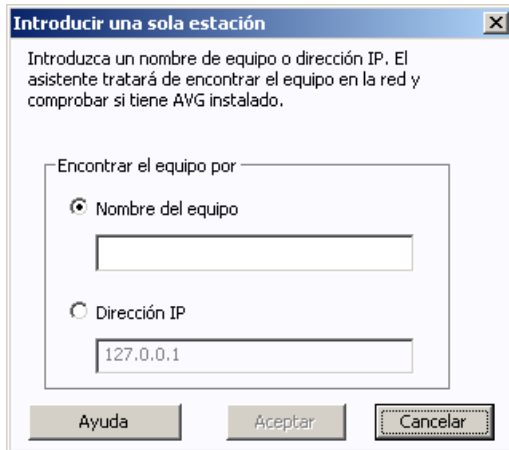 Introducir una sola estación
Introduzca un nombre de equipo o dirección IP. El
asistente tratará de encontrar el equipo en la red y
comprobar si tiene AVG instalado.
Encontrar el equipo por
Nombre del equipo
Dirección IP
127.0.0.1
Ayuda
Aceptar
Cancelar